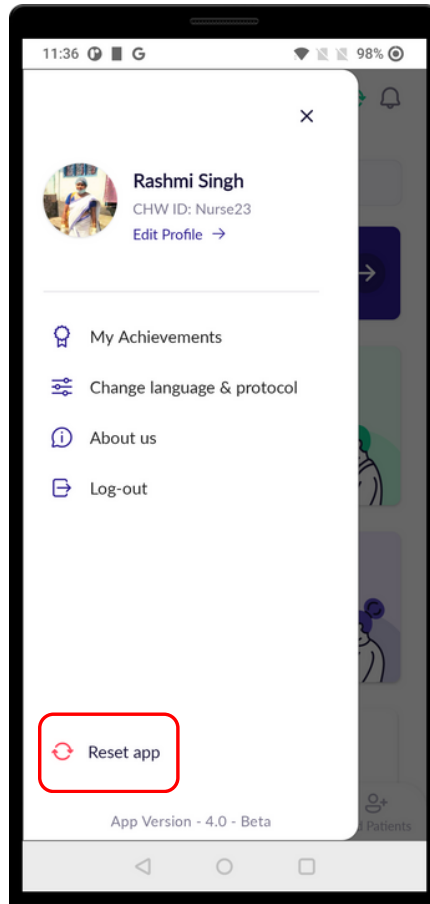 11:36 G 98%
Rashmi Singh
CHW ID: Nurse23
Edit Profile →
My Achievements
Change language & protocol
About us
Log-out
Reset app
App Version - 4.0 - Beta
Patients